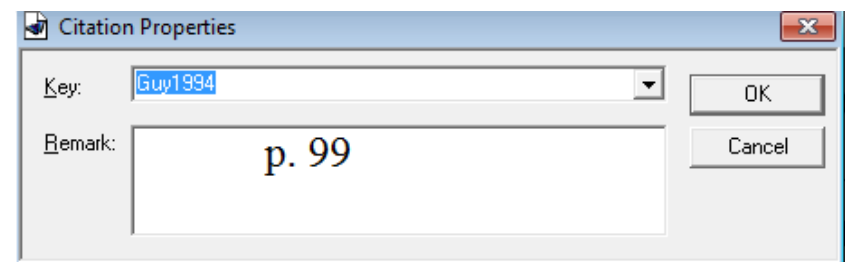 Citation Properties
Key:
Guy1994
OK
Remark:
p. 99
Cancel